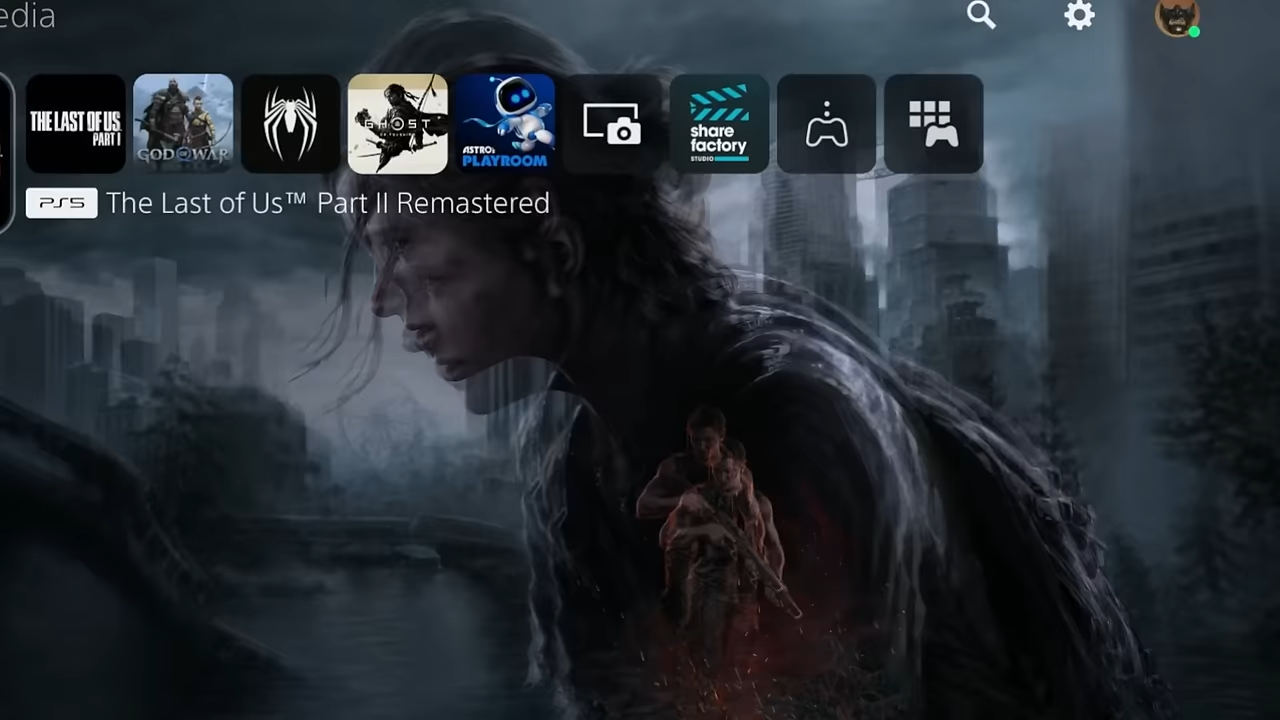 edia
THE LAST OF US
PART I
GOD OF WAR
GHOST
ASTRO's
PLAYROOM
share
factory
STUDIO
PS5 The Last of Us™ Part II Remastered